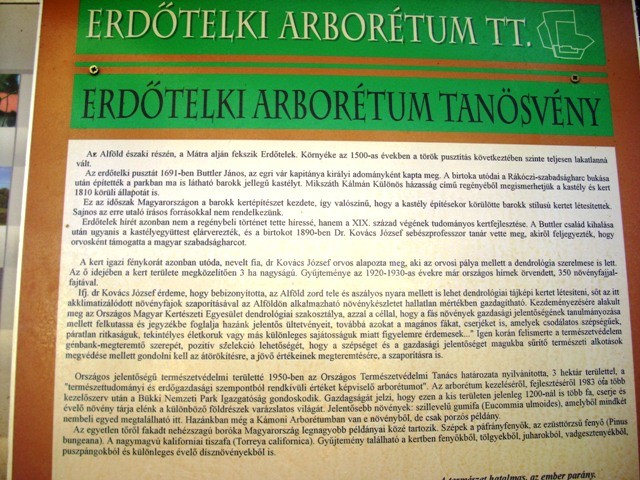 ERDŐTELKI ARBORÉTUM TT.
ERDŐTELKI ARBORÉTUM TANÖSVÉNY
Az Alföld északi részén, a Mátra alján fekszik Erdőtelek. Környéke az 1500-as években a török pusztítás következtében szinte teljesen lakatlanná
vált.
Az erdőtelki pusztát 1691-ben Buttler János, az egri vár kapitánya királyi adományként kapta meg. A birtoka utódai a Rákóczi-szabadságharc bukása
után építették a parkban ma is látható barokk jellegű kastélyt. Mikszáth Kálmán Különös házasság című regényéből megismerhetjük a kastély és kert
1810 körüli állapotát is.
Ez az időszak Magyarországon a barokk kertépítészet kezdete, így valószínű, hogy a kastély építésekor körülötte barokk stílusú kertet létesítettek.
Sajnos az erre utaló írásos forrásokkal nem rendelkezünk.
Erdőtelek hírét azonban nem a regénybeli történet tette híressé, hanem a XIX. század végének tudományos kertfejlesztése. A Buttler család kihalása
után ugyanis a kastélyegyüttest elárverezték, és a birtokot 1890-ben Dr. Kovács József sebészprofesszor tanár vette meg, akiről feljegyezték, hogy
orvosként támogatta a magyar szabadságharcot.
A kert igazi fénykorát azonban utóda, nevelt fia, dr Kovács József orvos alapozta meg, aki az orvosi pálya mellett a dendrológia szerelmese is lett.
Az ő idejében a kert területe megközelítően 3 ha nagyságú. Gyűjteménye az 1920-1930-as évekre már országos hírnek örvendett, 350 növényfajjal-
fajtával.
Ifj. dr Kovács József érdeme, hogy bebizonyította, az Alföld zord tele és aszályos nyara mellett is lehet dendrológiai tájképi kertet létesíteni, sőt az itt
akklimatizálódott növényfajok szaporításával az Alföldön alkalmazható növénykészletet hallatlan mértékben gazdagítható. Kezdeményezésére alakult
meg az Országos Magyar Kertészeti Egyesület dendrológiai szakosztálya, azzal a céllal, hogy a fás növények gazdasági jelentőségének tanulmányozása
mellett felkutassa és jegyzékbe foglalja hazánk jelentős ültetvényeit, továbbá azokat a magános fákat, cserjéket is, amelyek csodálatos szépségűek,
páratlan ritkaságuk, tekintélyes életkoruk vagy más különleges sajátosságuk miatt figyelemre érdemesek..." Igen korán felismerte a természetvédelem
génbank-megteremtő szerepét, pozitív szelekció lehetőségét, hogy a szépséget és a gazdasági jelentőséget magukba sűrítő természeti alkotások
megvédése mellett gondolni kell az átörökítésre, a jövő értékeinek megteremtésére, a szaporításra is.
Országos jelentőségű természetvédelmi területté 1950-ben az Országos Természetvédelmi Tanács határozata nyilvánította, 3 hektár területtel, a
"természettudományi és erdőgazdasági szempontból rendkívüli értéket képviselő arborétumot". Az arborétum kezeléséről, fejlesztéséről 1983 óta több
kezelőszerv után a Bükki Nemzeti Park Igazgatóság gondoskodik. Gazdagságát jelzi, hogy ezen a kis területen jelenleg 1200-nál is több fa, cserje és
évelő növény tárja elénk a különböző földrészek varázslatos világát. Jelentősebb növények: szillevelű gumifa (Eucommia ulmoides), amelyből mindkét
nembeli egyed megtalálható itt. Hazánkban még a Kámoni Arborétumban van e növényből, de csak porzós példány.
Az egyetlen tőről fakadt nehézszagú boróka Magyarország legnagyobb példányai közé tartozik. Szépek a páfrányfenyők, az ezüsttörzsű fenyő (Pinus
bungeana). A nagymagvú kaliforniai tiszafa (Torreya californica). Gyűjtemény található a kertben fenyőkből, tölgyekből, juharokból, vadgesztenyékből,
puszpángokból és különleges évelő dísznövényekből is.
A természet hatalmas, az ember parány.